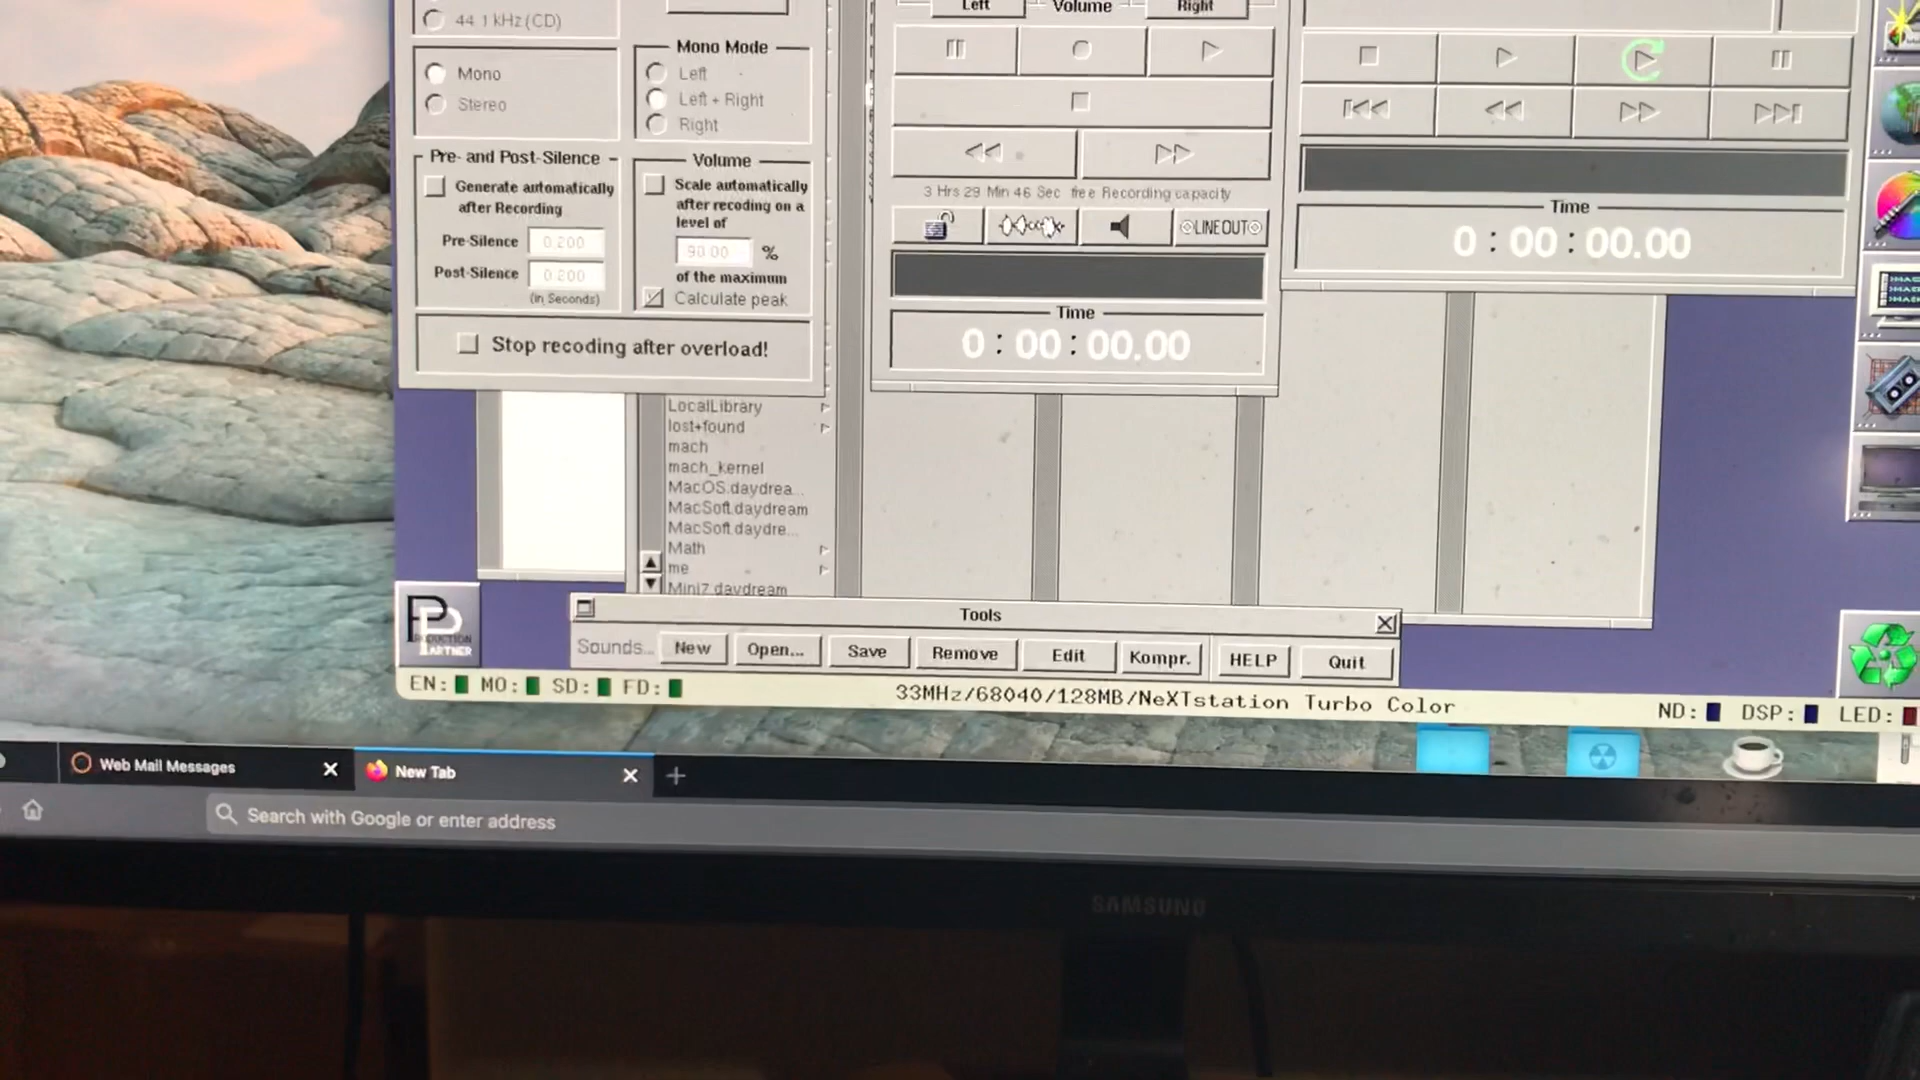 44.1 kHz (CD)
Mono
Stereo
Mono Mode
Left
Left + Right
Right
Pre- and Post-Silence
Generate automatically
after Recording
Pre-Silence 0.200
Post-Silence 0.200
(in Seconds)
Volume
Scale automatically
after recoding on a
level of
90.00 %
of the maximum
Calculate peak
Stop recoding after overload!
Left Volume Right
3 Hrs 29 Min 46 Sec free Recording capacity
LINE OUT
Time
0 : 00 : 00.00
Time
0 : 00 : 00.00
LocalLibrary
lost+found
mach
mach_kernel
MacOS.daydrea...
MacSoft.daydream
MacSoft.daydre...
Math
me
Mini7.daydream
PRODUCTION
PARTNER
Tools
Sounds... New Open... Save Remove Edit Kompr. HELP Quit
EN: MO: SD: FD: 33MHz/68040/128MB/NeXTstation Turbo Color ND: DSP: LED:
Web Mail Messages New Tab
Search with Google or enter address
SAMSUNG